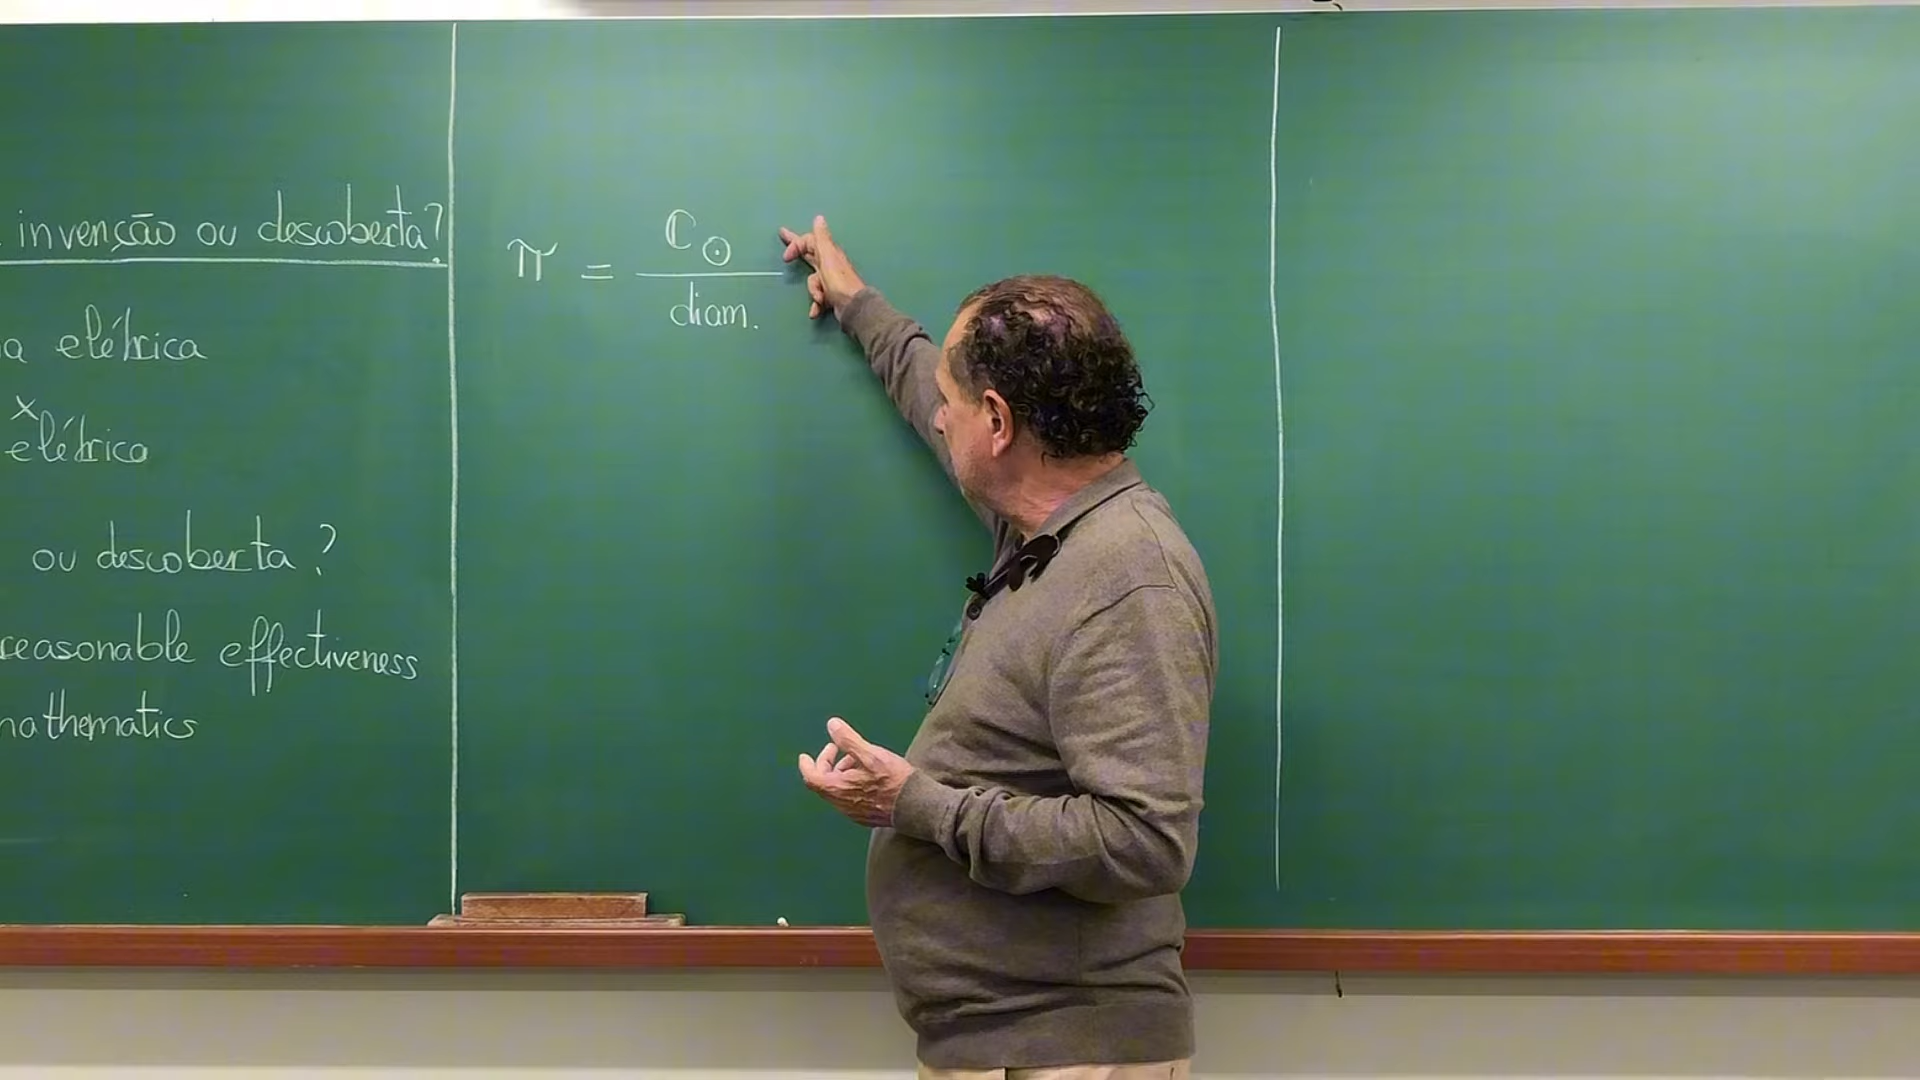 invenção ou descoberta?
a elétrica
x
elétrica
ou descoberta?
reasonable effectiveness
mathematics
π = C⊙ / diam.